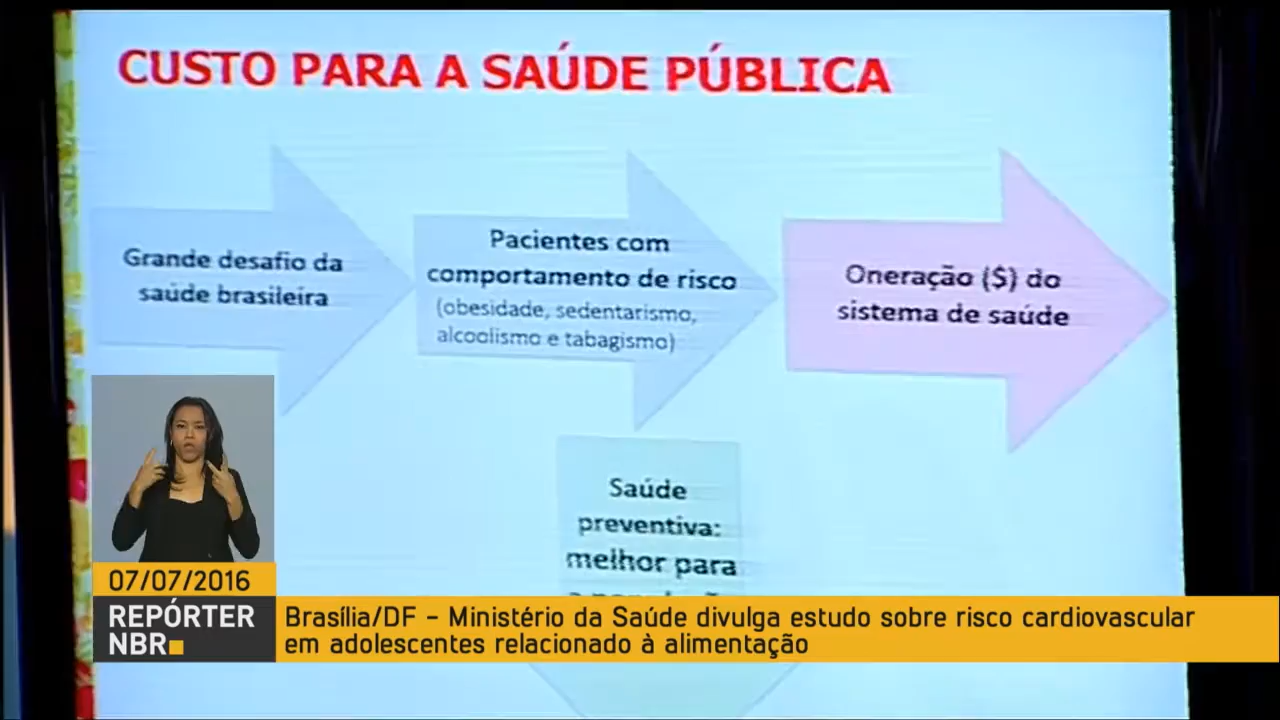 CUSTO PARA A SAÚDE PÚBLICA
Grande desafio da
saúde brasileira
Pacientes com
comportamento de risco
(obesidade, sedentarismo,
alcoolismo e tabagismo)
Oneração ($) do
sistema de saúde
Saúde
preventiva:
melhor para
07/07/2016
REPÓRTER
NBR
Brasília/DF - Ministério da Saúde divulga estudo sobre risco cardiovascular
em adolescentes relacionado à alimentação